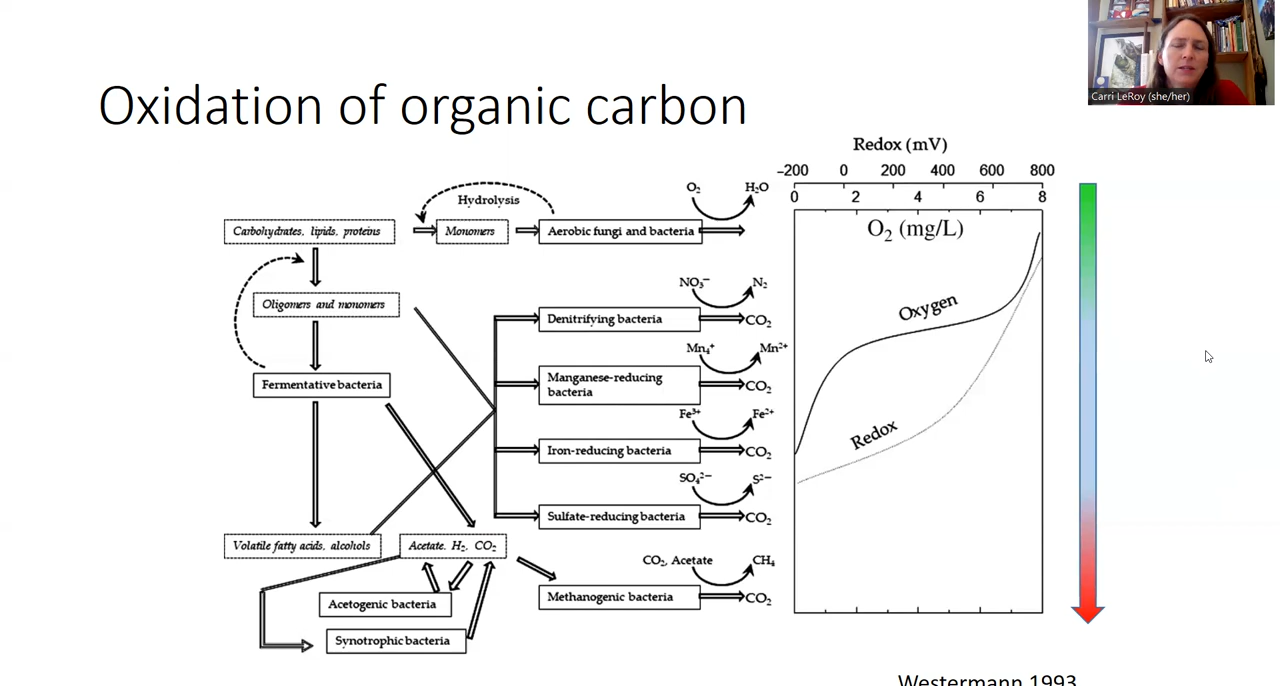 Carri LeRoy (she/her)
Oxidation of organic carbon
Redox (mV)
−200 0 200 400 600 800
0 2 4 6 8
O₂ (mg/L)
Oxygen
Redox
Hydrolysis
O₂ H₂O
Carbohydrates, lipids, proteins
Monomers
Aerobic fungi and bacteria
NO₃⁻ N₂
Oligomers and monomers
Denitrifying bacteria
CO₂
Mn₄⁺ Mn²⁺
Fermentative bacteria
Manganese-reducing
bacteria
CO₂
Fe³⁺ Fe²⁺
Iron-reducing bacteria
CO₂
SO₄²⁻ S²⁻
Sulfate-reducing bacteria
CO₂
Volatile fatty acids, alcohols
Acetate, H₂, CO₂
CO₂, Acetate CH₄
Methanogenic bacteria
CO₂
Acetogenic bacteria
Synotrophic bacteria
Westermann 1993